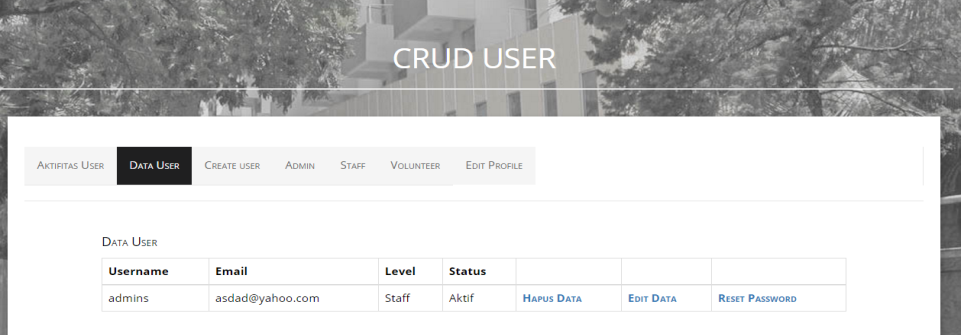 CRUD USER
Aktifitas User Data User Create user Admin Staff Volunteer Edit Profile
Data User
Username Email Level Status
admins asdad@yahoo.com Staff Aktif Hapus Data Edit Data Reset Password